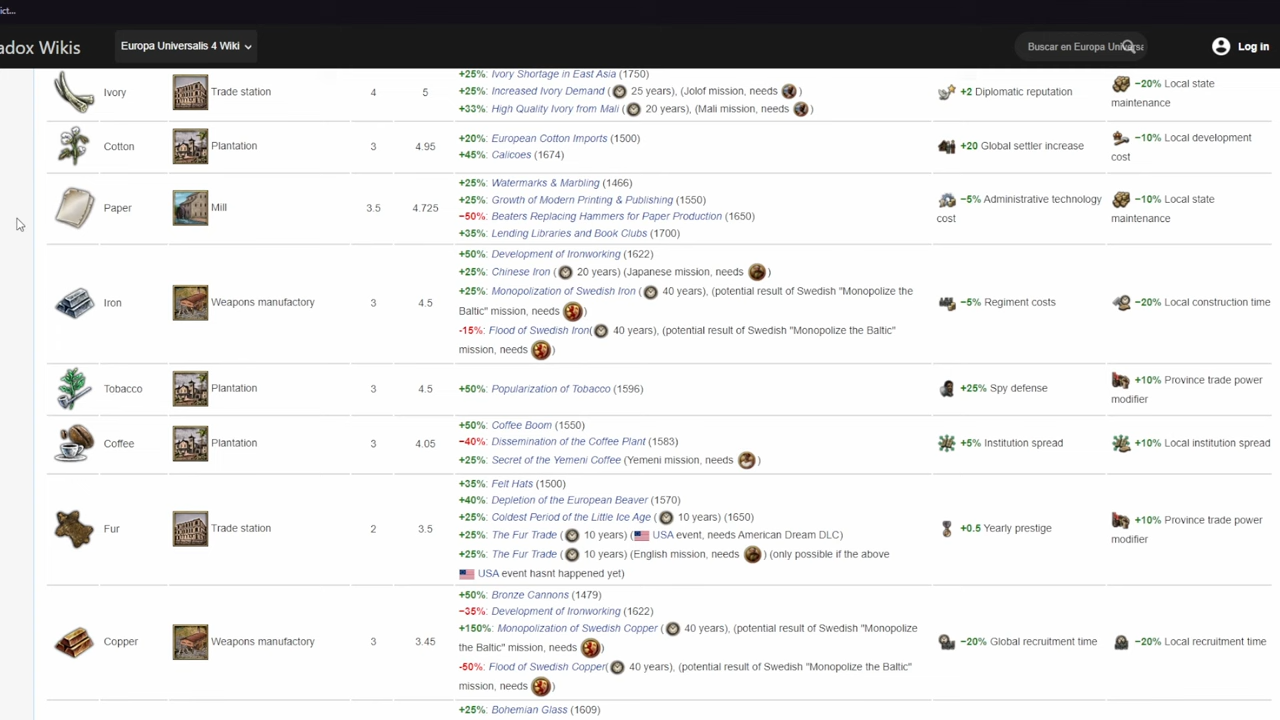 ict...
adox Wikis
Europa Universalis 4 Wiki
Buscar en Europa Universa
Log in
+25%: Ivory Shortage in East Asia (1750)
Ivory
Trade station
4
5
+25%: Increased Ivory Demand ( 25 years), (Jolof mission, needs )
+33%: High Quality Ivory from Mali ( 20 years), (Mali mission, needs )
+2 Diplomatic reputation
−20% Local state
maintenance
Cotton
Plantation
3
4.95
+20%: European Cotton Imports (1500)
+45%: Calicoes (1674)
+20 Global settler increase
−10% Local development
cost
Paper
Mill
3.5
4.725
+25%: Watermarks & Marbling (1466)
+25%: Growth of Modern Printing & Publishing (1550)
−50%: Beaters Replacing Hammers for Paper Production (1650)
+35%: Lending Libraries and Book Clubs (1700)
−5% Administrative technology
cost
−10% Local state
maintenance
Iron
Weapons manufactory
3
4.5
+50%: Development of Ironworking (1622)
+25%: Chinese Iron ( 20 years) (Japanese mission, needs )
+25%: Monopolization of Swedish Iron ( 40 years), (potential result of Swedish "Monopolize the
Baltic" mission, needs )
-15%: Flood of Swedish Iron( 40 years), (potential result of Swedish "Monopolize the Baltic"
mission, needs )
−5% Regiment costs
−20% Local construction time
Tobacco
Plantation
3
4.5
+50%: Popularization of Tobacco (1596)
+25% Spy defense
+10% Province trade power
modifier
Coffee
Plantation
3
4.05
+50%: Coffee Boom (1550)
−40%: Dissemination of the Coffee Plant (1583)
+25%: Secret of the Yemeni Coffee (Yemeni mission, needs )
+5% Institution spread
+10% Local institution spread
Fur
Trade station
2
3.5
+35%: Felt Hats (1500)
+40%: Depletion of the European Beaver (1570)
+25%: Coldest Period of the Little Ice Age ( 10 years) (1650)
+25%: The Fur Trade ( 10 years) ( USA event, needs American Dream DLC)
+25%: The Fur Trade ( 10 years) (English mission, needs ) (only possible if the above
USA event hasnt happened yet)
+0.5 Yearly prestige
+10% Province trade power
modifier
Copper
Weapons manufactory
3
3.45
+50%: Bronze Cannons (1479)
−35%: Development of Ironworking (1622)
+150%: Monopolization of Swedish Copper ( 40 years), (potential result of Swedish "Monopolize
the Baltic" mission, needs )
-50%: Flood of Swedish Copper( 40 years), (potential result of Swedish "Monopolize the Baltic"
mission, needs )
−20% Global recruitment time
−20% Local recruitment time
+25%: Bohemian Glass (1609)